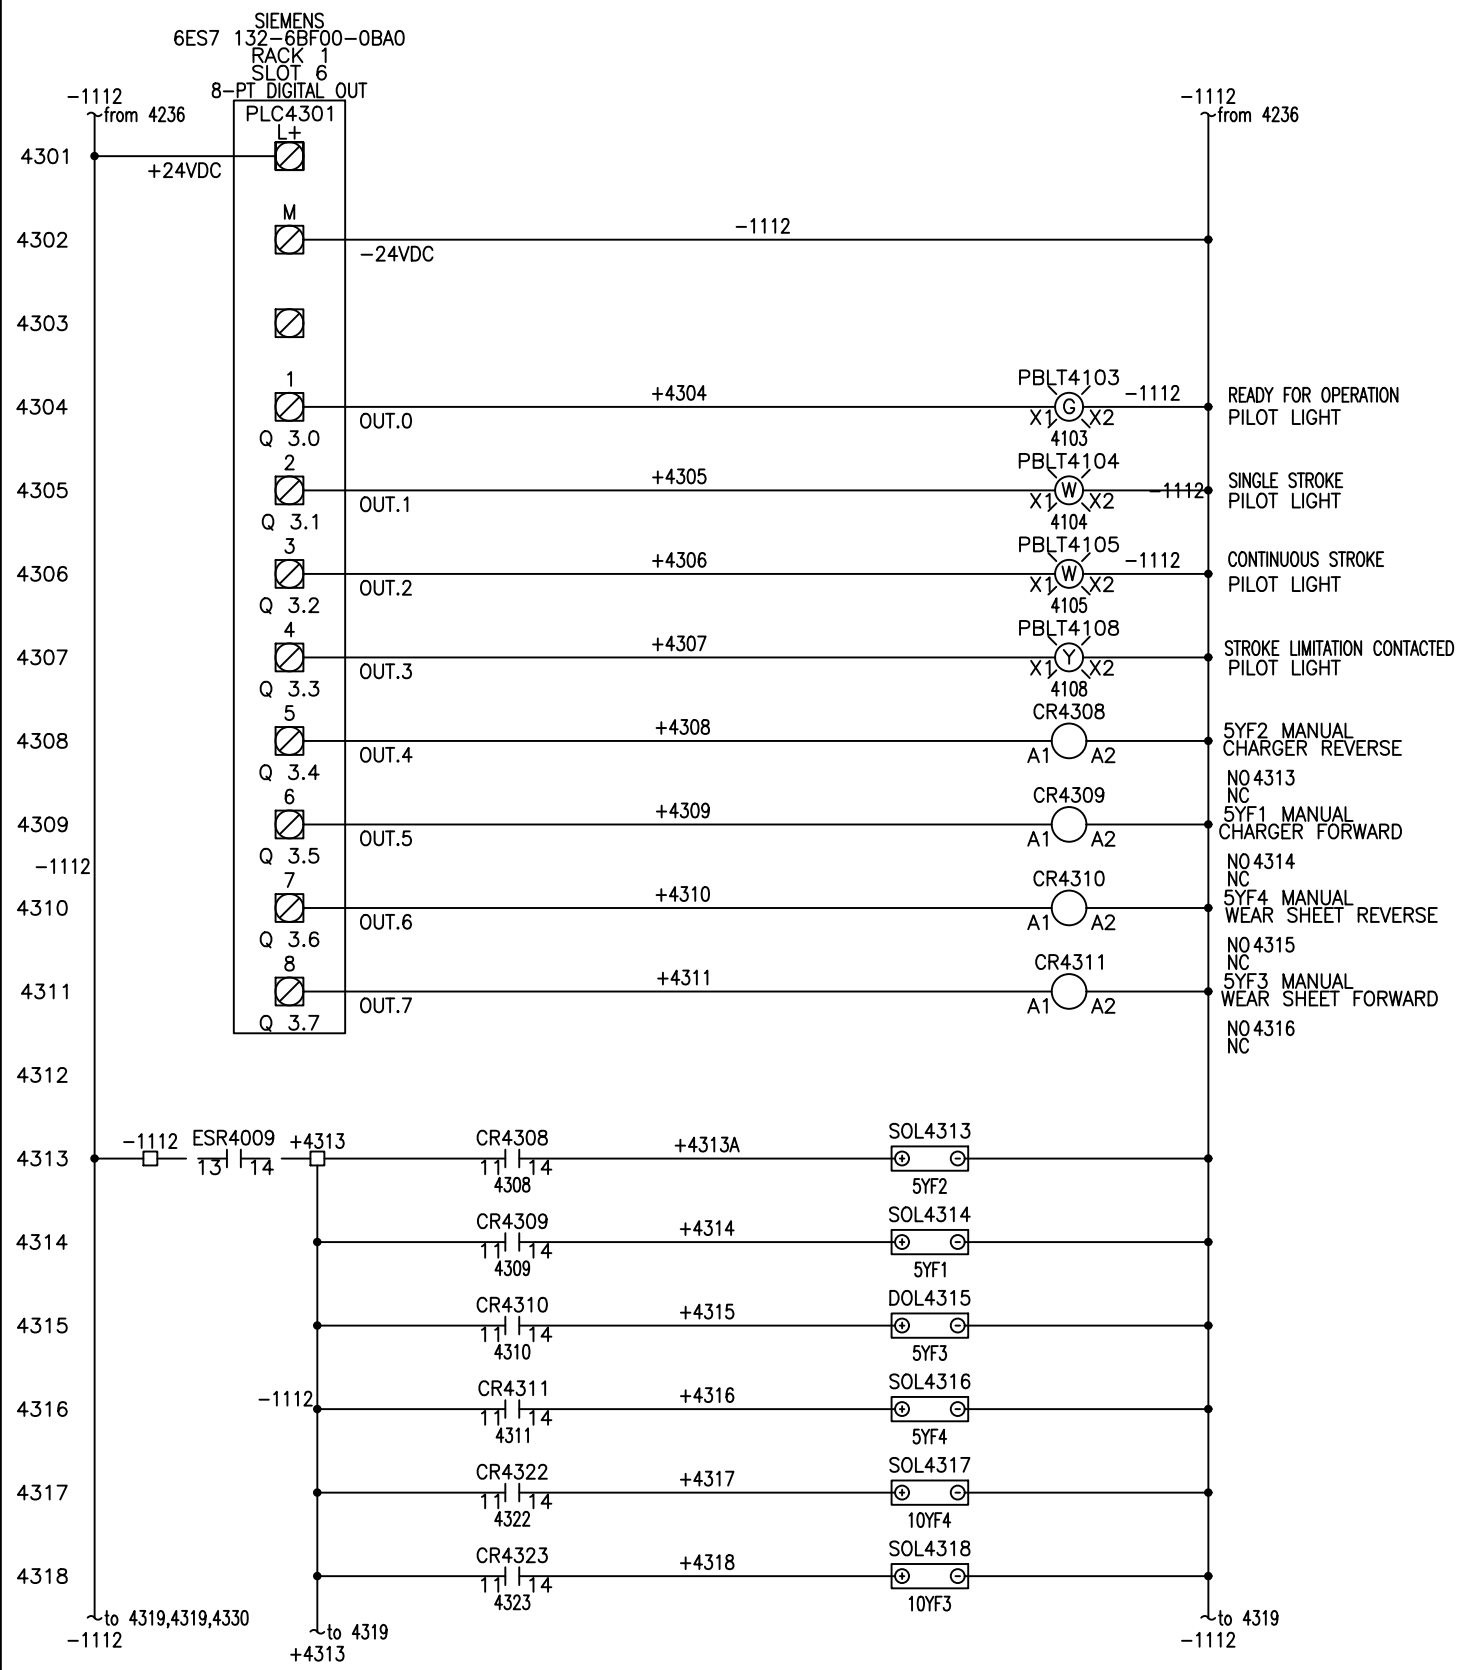 SIEMENS
6ES7 132-6BF00-0BA0
RACK 1
SLOT 6
8-PT DIGITAL OUT
-1112
from 4236
PLC4301
-1112
from 4236
L+
4301
+24VDC
M
4302
-1112
-24VDC
4303
1
4304
+4304
PBLT4103
-1112
READY FOR OPERATION
PILOT LIGHT
OUT.0
X1 G X2
Q 3.0
4103
2
4305
+4305
PBLT4104
-1112
SINGLE STROKE
PILOT LIGHT
OUT.1
X1 W X2
Q 3.1
4104
3
4306
+4306
PBLT4105
-1112
CONTINUOUS STROKE
PILOT LIGHT
OUT.2
X1 W X2
Q 3.2
4105
4
4307
+4307
PBLT4108
STROKE LIMITATION CONTACTED
PILOT LIGHT
OUT.3
X1 Y X2
Q 3.3
4108
5
4308
+4308
CR4308
5YF2 MANUAL
CHARGER REVERSE
OUT.4
A1 A2
Q 3.4
NO 4313
NC
6
4309
+4309
CR4309
5YF1 MANUAL
CHARGER FORWARD
OUT.5
A1 A2
Q 3.5
-1112
NO 4314
NC
7
4310
+4310
CR4310
5YF4 MANUAL
WEAR SHEET REVERSE
OUT.6
A1 A2
Q 3.6
NO 4315
NC
8
4311
+4311
CR4311
5YF3 MANUAL
WEAR SHEET FORWARD
OUT.7
A1 A2
Q 3.7
NO 4316
NC
4312
4313
-1112
ESR4009
13 14
+4313
CR4308
11 14
4308
+4313A
SOL4313
5YF2
4314
CR4309
11 14
4309
+4314
SOL4314
5YF1
4315
CR4310
11 14
4310
+4315
DOL4315
5YF3
4316
-1112
CR4311
11 14
4311
+4316
SOL4316
5YF4
4317
CR4322
11 14
4322
+4317
SOL4317
10YF4
4318
CR4323
11 14
4323
+4318
SOL4318
10YF3
to 4319,4319,4330
-1112
to 4319
+4313
to 4319
-1112